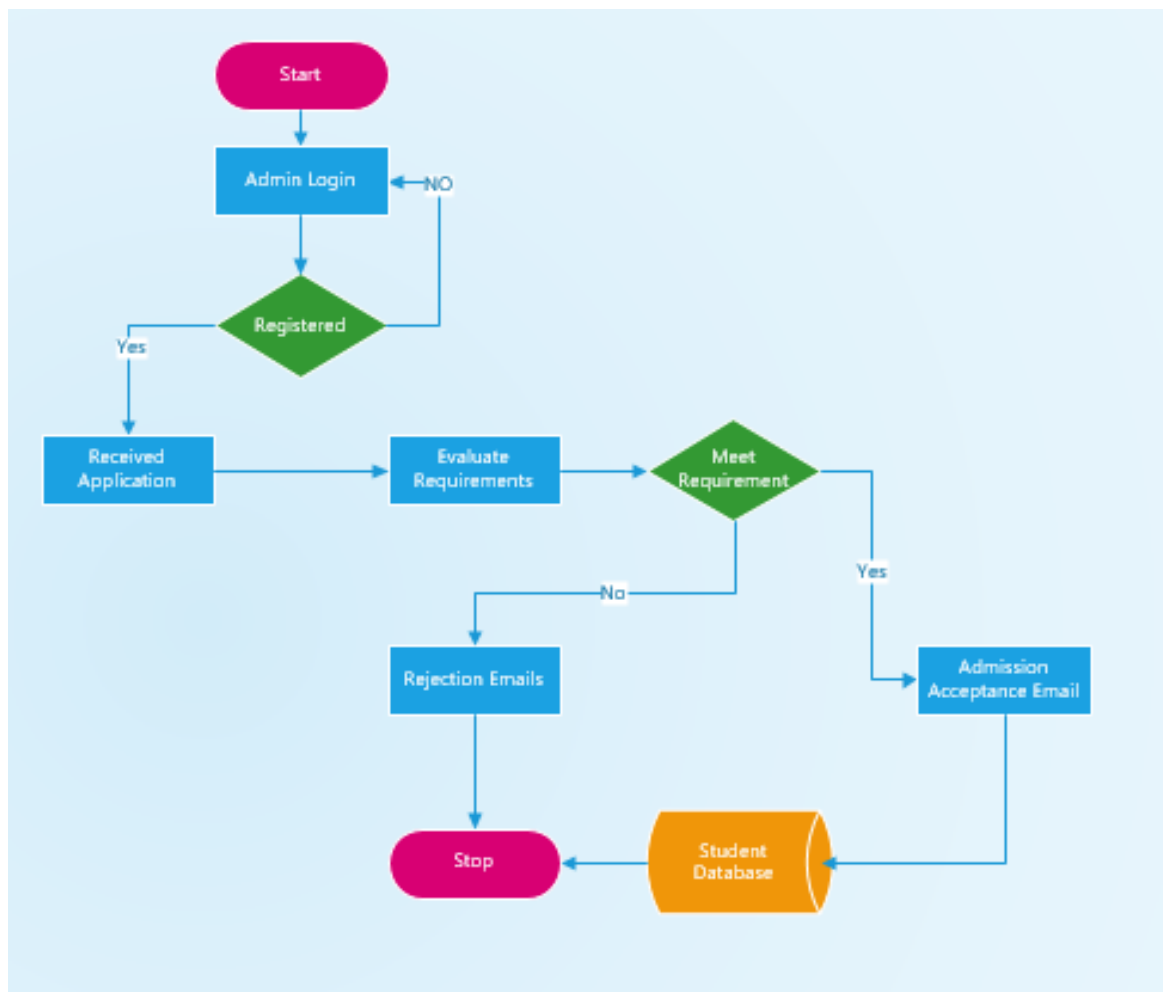 Start
Admin Login
NO
Registered
Yes
Received
Application
Evaluate
Requirements
Meet
Requirement
No
Yes
Rejection Emails
Admission
Acceptance Email
Stop
Student
Database